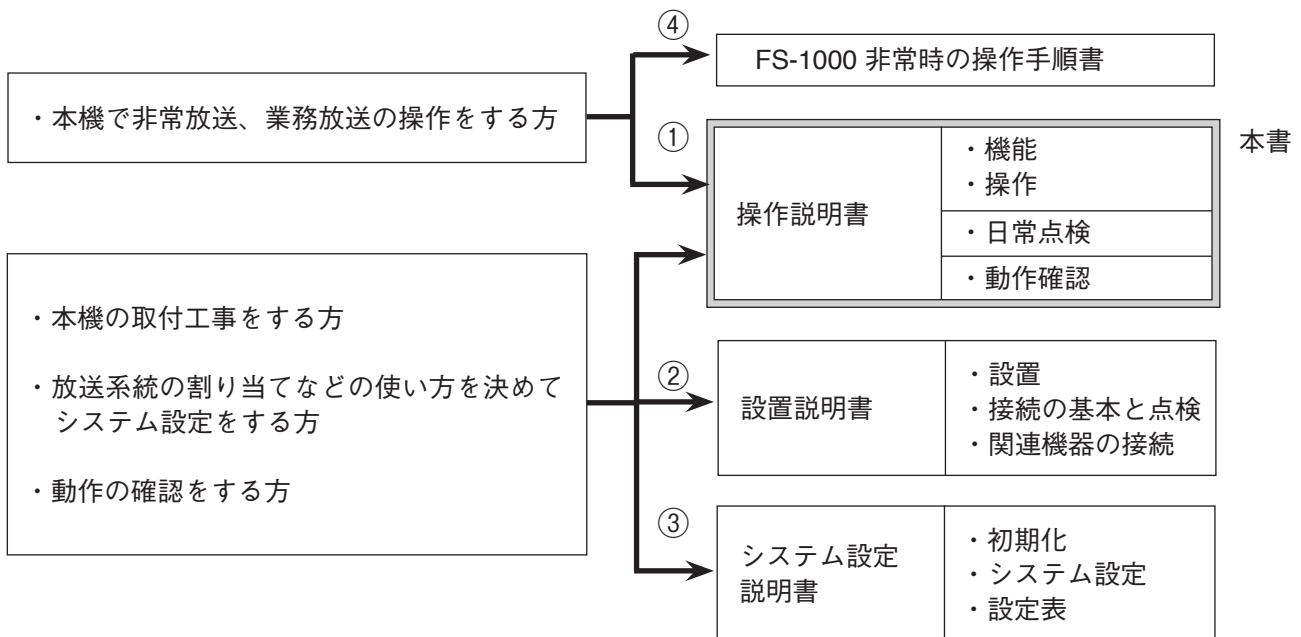 ④
FS-1000 非常時の操作手順書
・本機で非常放送、業務放送の操作をする方
①
本書
操作説明書
・機能
・操作
・日常点検
・動作確認
・本機の取付工事をする方
・放送系統の割り当てなどの使い方を決めて
システム設定をする方
・動作の確認をする方
②
設置説明書
・設置
・接続の基本と点検
・関連機器の接続
③
システム設定
説明書
・初期化
・システム設定
・設定表